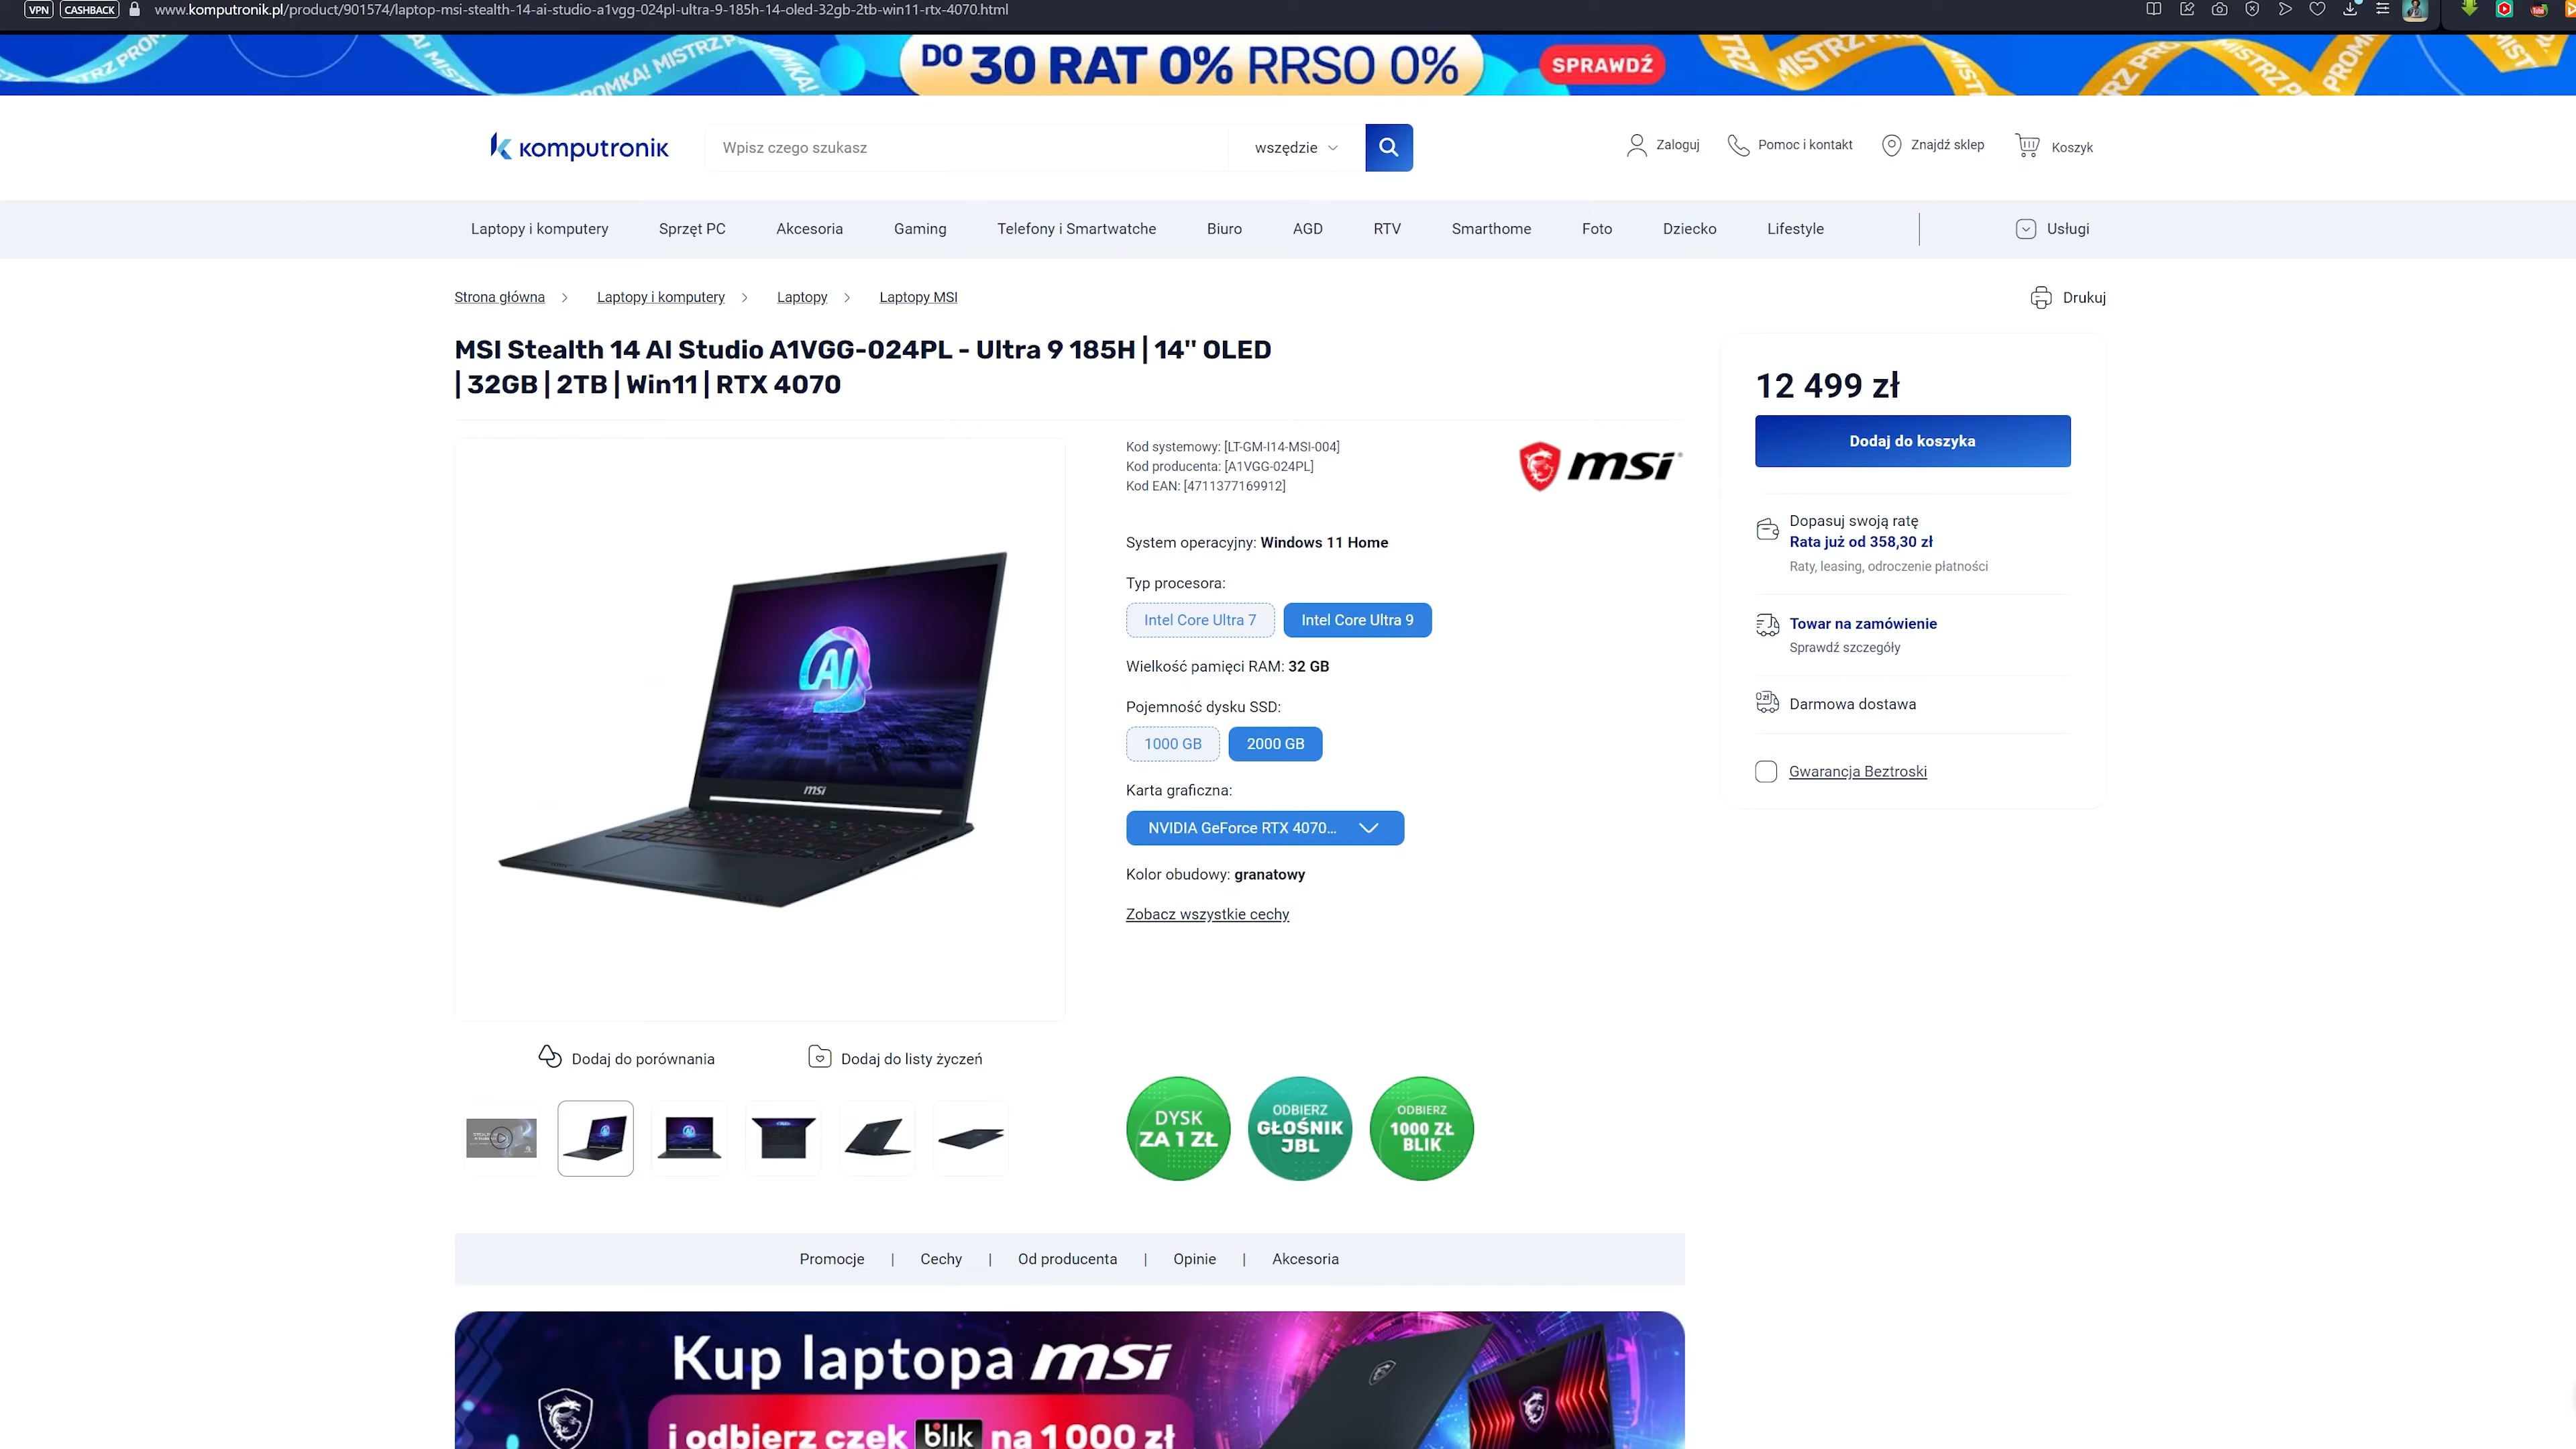 VPN CASHBACK www.komputronik.pl/product/901574/laptop-msi-stealth-14-ai-studio-a1vgg-024pl-ultra-9-185h-14-oled-32gb-2tb-win11-rtx-4070.html
DO 30 RAT 0% RRSO 0% SPRAWDŹ
komputronik
Wpisz czego szukasz
wszędzie
Zaloguj
Pomoc i kontakt
Znajdź sklep
Koszyk
Laptopy i komputery Sprzęt PC Akcesoria Gaming Telefony i Smartwatche Biuro AGD RTV Smarthome Foto Dziecko Lifestyle Usługi
Strona główna Laptopy i komputery Laptopy Laptopy MSI
Drukuj
MSI Stealth 14 AI Studio A1VGG-024PL - Ultra 9 185H | 14'' OLED
| 32GB | 2TB | Win11 | RTX 4070
AI
msi
Kod systemowy: [LT-GM-I14-MSI-004]
Kod producenta: [A1VGG-024PL]
Kod EAN: [4711377169912]
msi
System operacyjny: Windows 11 Home
Typ procesora:
Intel Core Ultra 7 Intel Core Ultra 9
Wielkość pamięci RAM: 32 GB
Pojemność dysku SSD:
1000 GB 2000 GB
Karta graficzna:
NVIDIA GeForce RTX 4070...
Kolor obudowy: granatowy
Zobacz wszystkie cechy
12 499 zł
Dodaj do koszyka
Dopasuj swoją ratę
Rata już od 358,30 zł
Raty, leasing, odroczenie płatności
Towar na zamówienie
Sprawdź szczegóły
0zł
Darmowa dostawa
Gwarancja Beztroski
Dodaj do porównania
Dodaj do listy życzeń
DYSK
ZA 1 ZŁ
ODBIERZ
GŁOŚNIK
JBL
ODBIERZ
1000 ZŁ
BLIK
Promocje | Cechy | Od producenta | Opinie | Akcesoria
Kup laptopa msi
i odbierz czek blik na 1000 zł